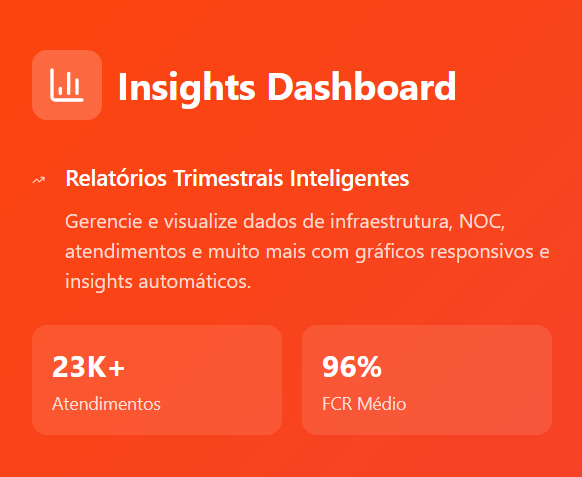 Insights Dashboard
Relatórios Trimestrais Inteligentes
Gerencie e visualize dados de infraestrutura, NOC,
atendimentos e muito mais com gráficos responsivos e
insights automáticos.
23K+
Atendimentos
96%
FCR Médio